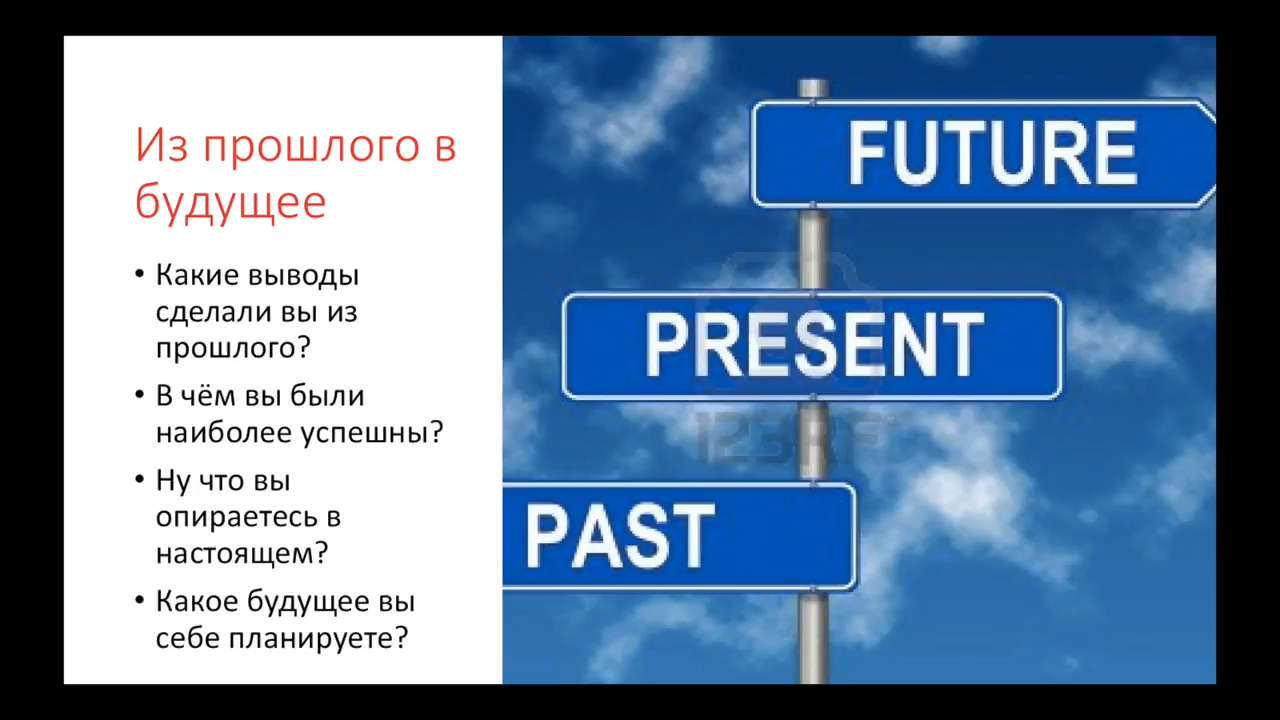 Из прошлого в
будущее
• Какие выводы
сделали вы из
прошлого?
• В чём вы были
наиболее успешны?
• Ну что вы
опираетесь в
настоящем?
• Какое будущее вы
себе планируете?
FUTURE
PRESENT
123RF
PAST